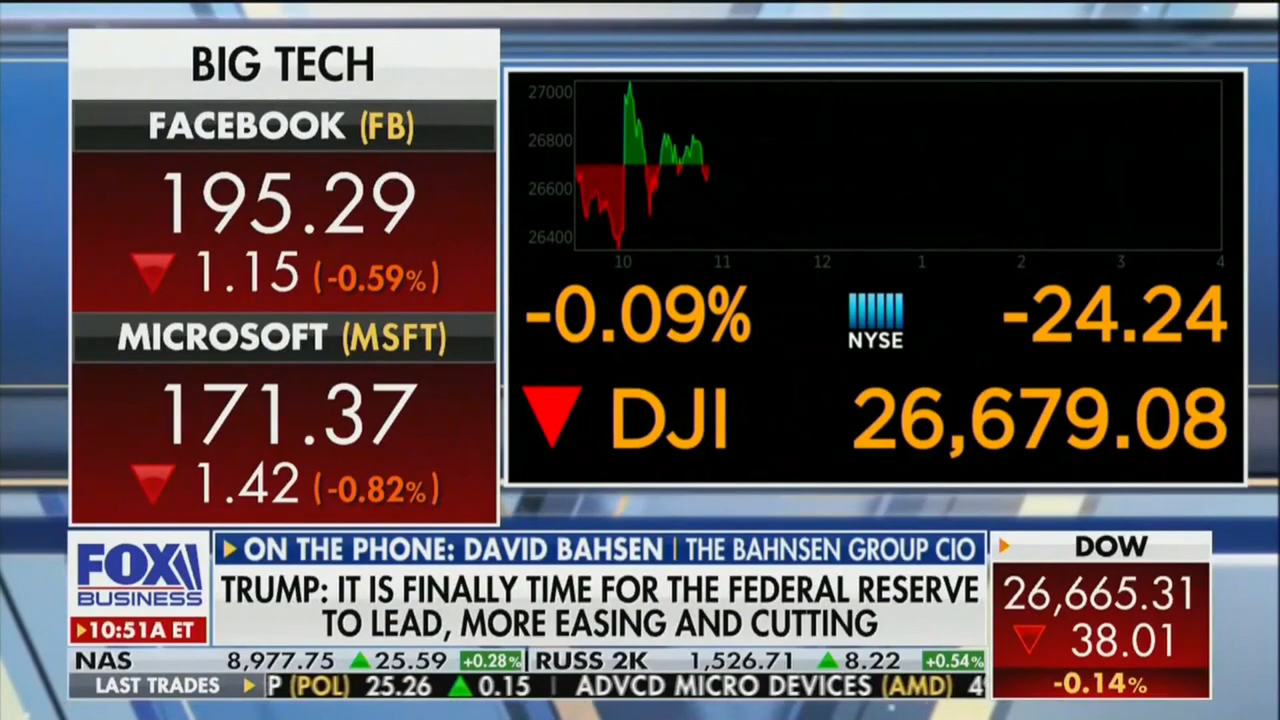 BIG TECH
FACEBOOK (FB)
195.29
1.15 (-0.59%)
MICROSOFT (MSFT)
171.37
1.42 (-0.82%)
27000
26800
26600
26400
10 11 12 1 2 3 4
-0.09% NYSE -24.24
DJI 26,679.08
FOX
BUSINESS
10:51A ET
ON THE PHONE: DAVID BAHSEN | THE BAHNSEN GROUP CIO
TRUMP: IT IS FINALLY TIME FOR THE FEDERAL RESERVE
TO LEAD, MORE EASING AND CUTTING
DOW
26,665.31
38.01
-0.14%
NAS 8,977.75 25.59 +0.28% RUSS 2K 1,526.71 8.22 +0.54%
LAST TRADES P (POL) 25.26 0.15 | ADVCD MICRO DEVICES (AMD)